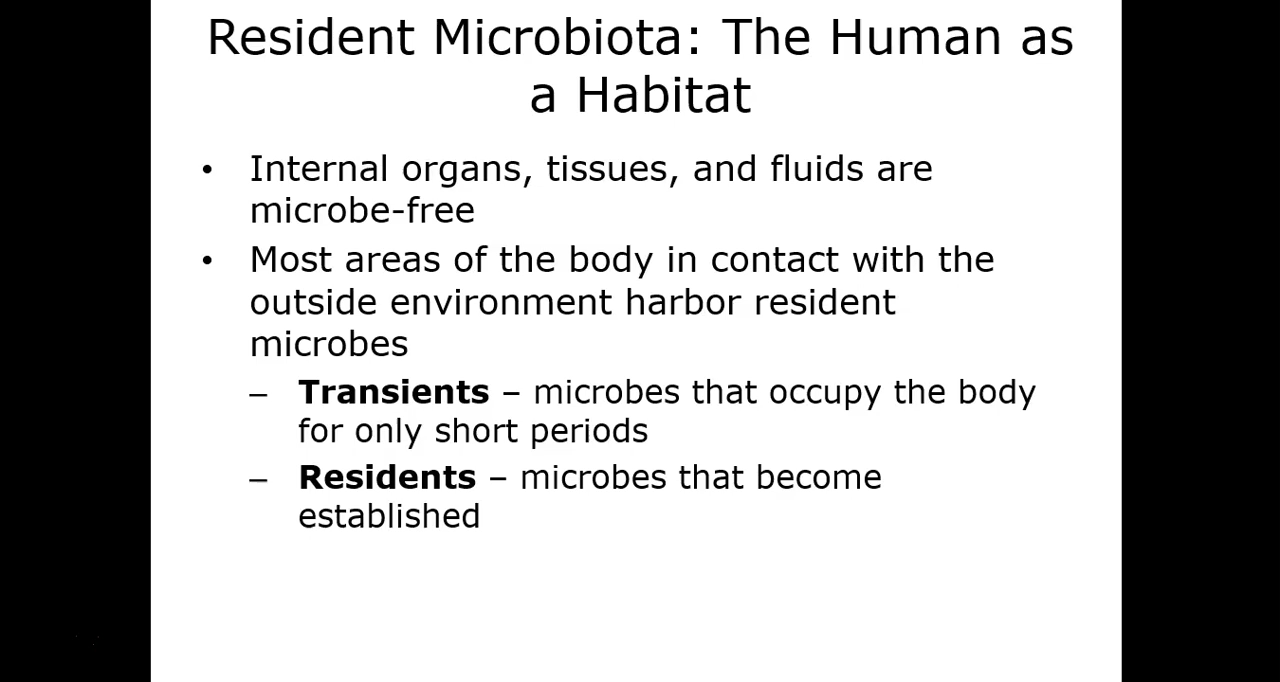 Resident Microbiota: The Human as
a Habitat
• Internal organs, tissues, and fluids are
microbe-free
• Most areas of the body in contact with the
outside environment harbor resident
microbes
– Transients – microbes that occupy the body
for only short periods
– Residents – microbes that become
established